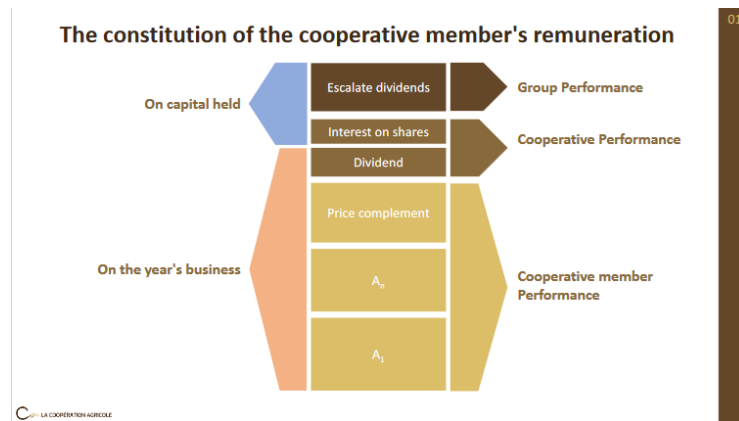 01
The constitution of the cooperative member's remuneration
On capital held
Escalate dividends
Group Performance
Interest on shares
Cooperative Performance
Dividend
Price complement
On the year's business
Aₙ
Cooperative member
Performance
A₁
LA COOPÉRATION AGRICOLE